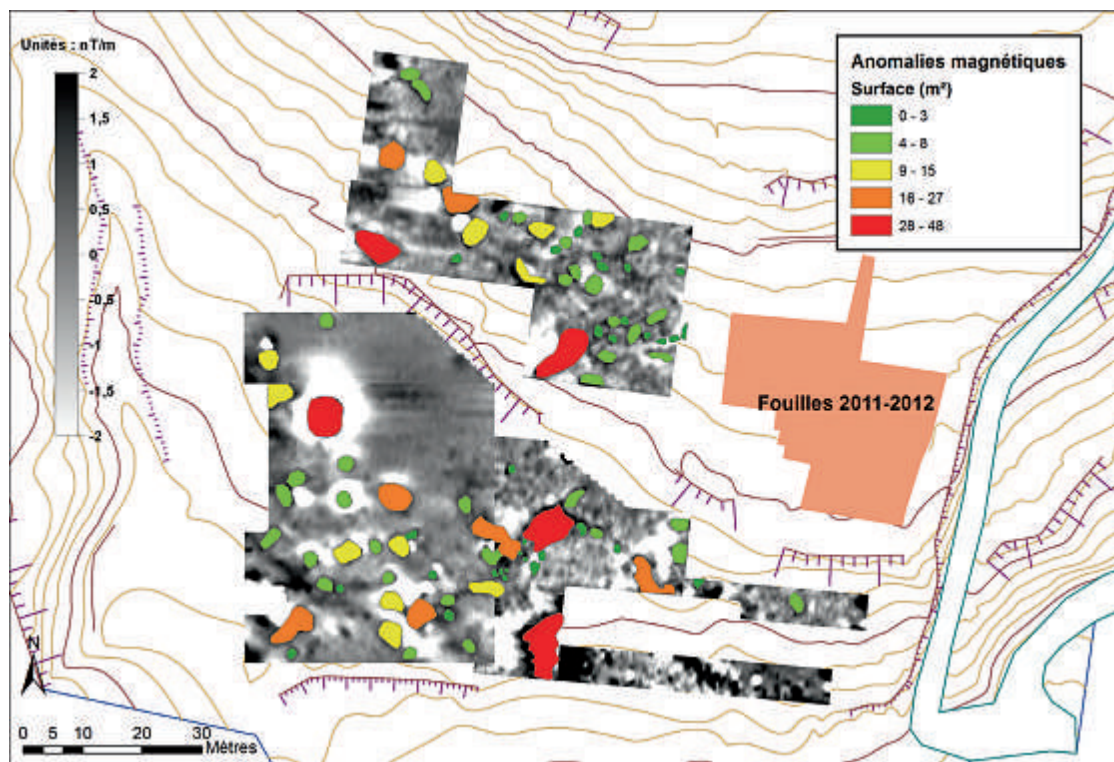 Unités : nT/m
2
1,5
1
0,5
0
-0,5
-1
-1,5
-2
Anomalies magnétiques
Surface (m²)
0 - 3
4 - 8
9 - 15
16 - 27
28 - 48
Fouilles 2011-2012
N
0 5 10 20 30
Mètres